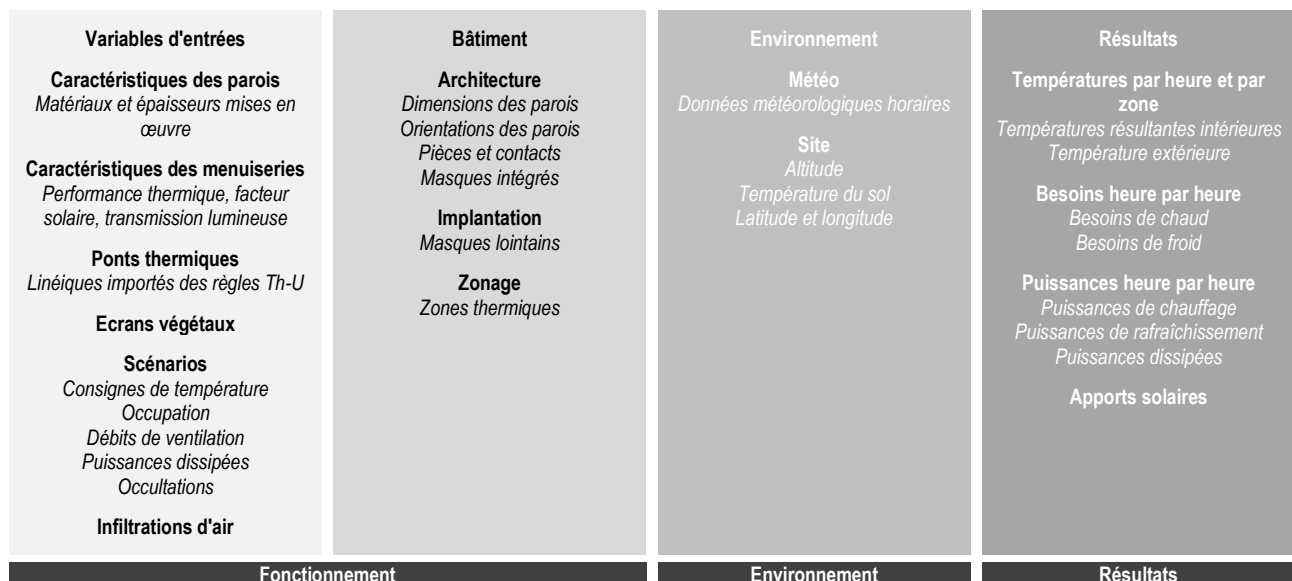 Variables d'entrées
Caractéristiques des parois
Matériaux et épaisseurs mises en
œuvre
Caractéristiques des menuiseries
Performance thermique, facteur
solaire, transmission lumineuse
Ponts thermiques
Linéiques importés des règles Th-U
Ecrans végétaux
Scénarios
Consignes de température
Occupation
Débits de ventilation
Puissances dissipées
Occultations
Infiltrations d'air
Bâtiment
Architecture
Dimensions des parois
Orientations des parois
Pièces et contacts
Masques intégrés
Implantation
Masques lointains
Zonage
Zones thermiques
Environnement
Météo
Données météorologiques horaires
Site
Altitude
Température du sol
Latitude et longitude
Résultats
Températures par heure et par
zone
Températures résultantes intérieures
Température extérieure
Besoins heure par heure
Besoins de chaud
Besoins de froid
Puissances heure par heure
Puissances de chauffage
Puissances de rafraîchissement
Puissances dissipées
Apports solaires
Fonctionnement
Environnement
Résultats